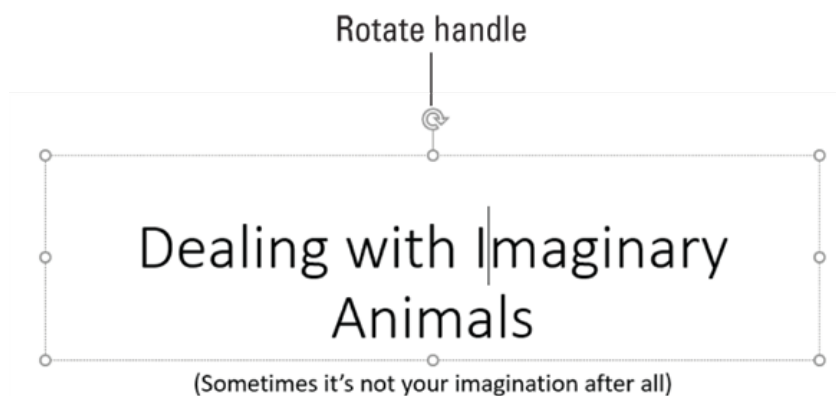 Rotate handle
Dealing with Imaginary
Animals
(Sometimes it's not your imagination after all)